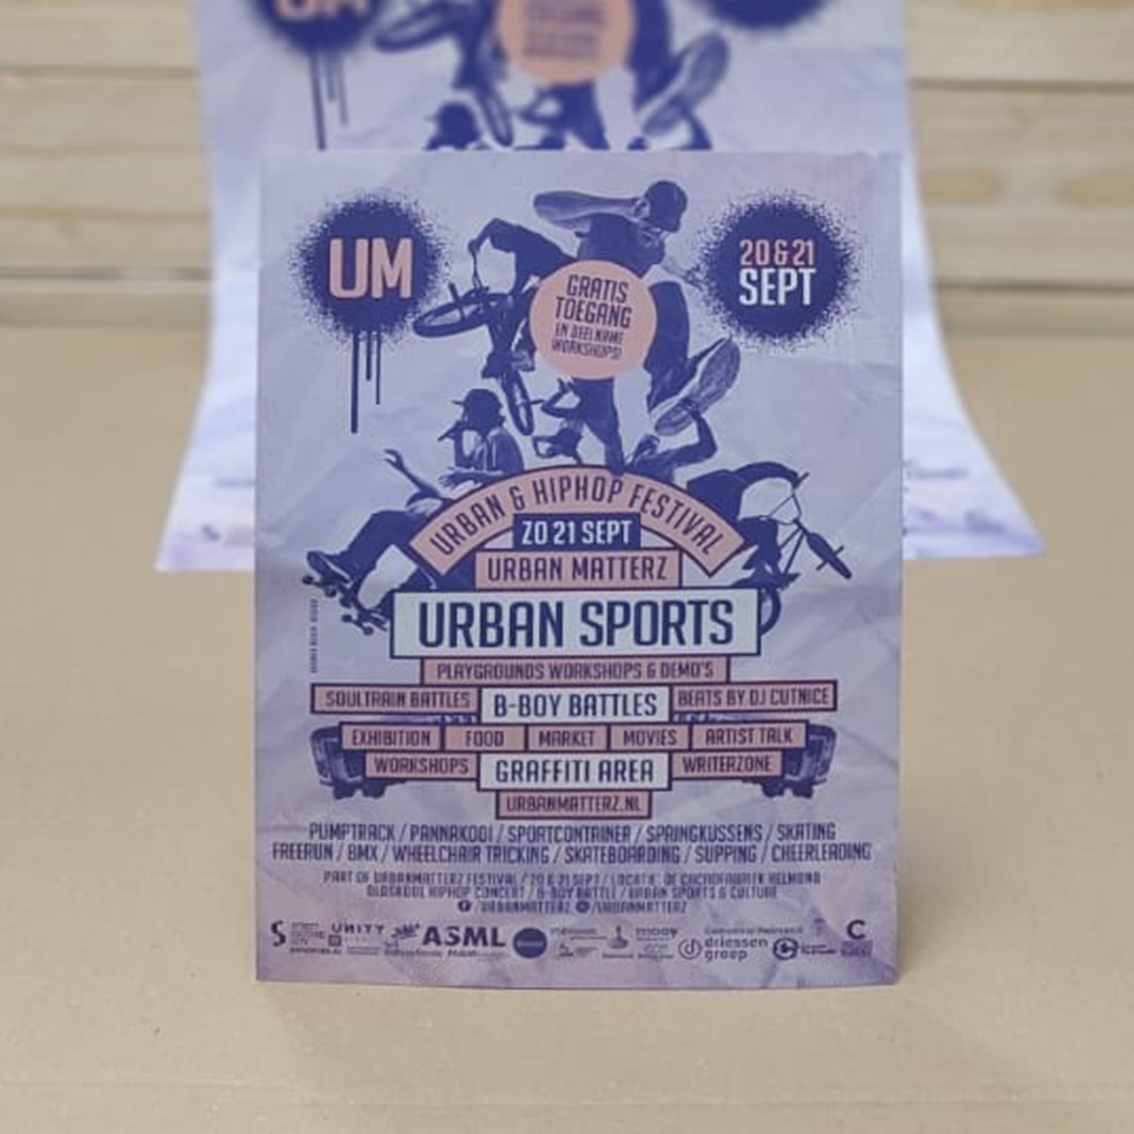 UM
UM
20 & 21
SEPT
GRATIS
TOEGANG
EN DEELNAME
WORKSHOPS!
URBAN & HIPHOP FESTIVAL
ZO 21 SEPT
URBAN MATTERZ
URBAN SPORTS
PLAYGROUNDS WORKSHOPS & DEMO'S
SOULTRAIN BATTLES
B-BOY BATTLES
BEATS BY DJ CUTNICE
EXHIBITION FOOD MARKET MOVIES ARTIST TALK
WORKSHOPS
GRAFFITI AREA
WRITERZONE
URBANMATTERZ.NL
PUMPTRACK / PANNAKOOI / SPORTCONTAINER / SPRINGKUSSENS / SKATING
FREERUN / BMX / WHEELCHAIR TRICKING / SKATEBOARDING / SUPPING / CHEERLEADING
PART OF URBANMATTERZ FESTIVAL / 20 & 21 SEPT / LOCATIE: DE CACAOFABRIEK HELMOND
OLDSKOOL HIPHOP CONCERT / B-BOY BATTLE / URBAN SPORTS & CULTURE
/URBANMATTERZ /URBANMATTERZ
S UNITY ASML driessen groep C